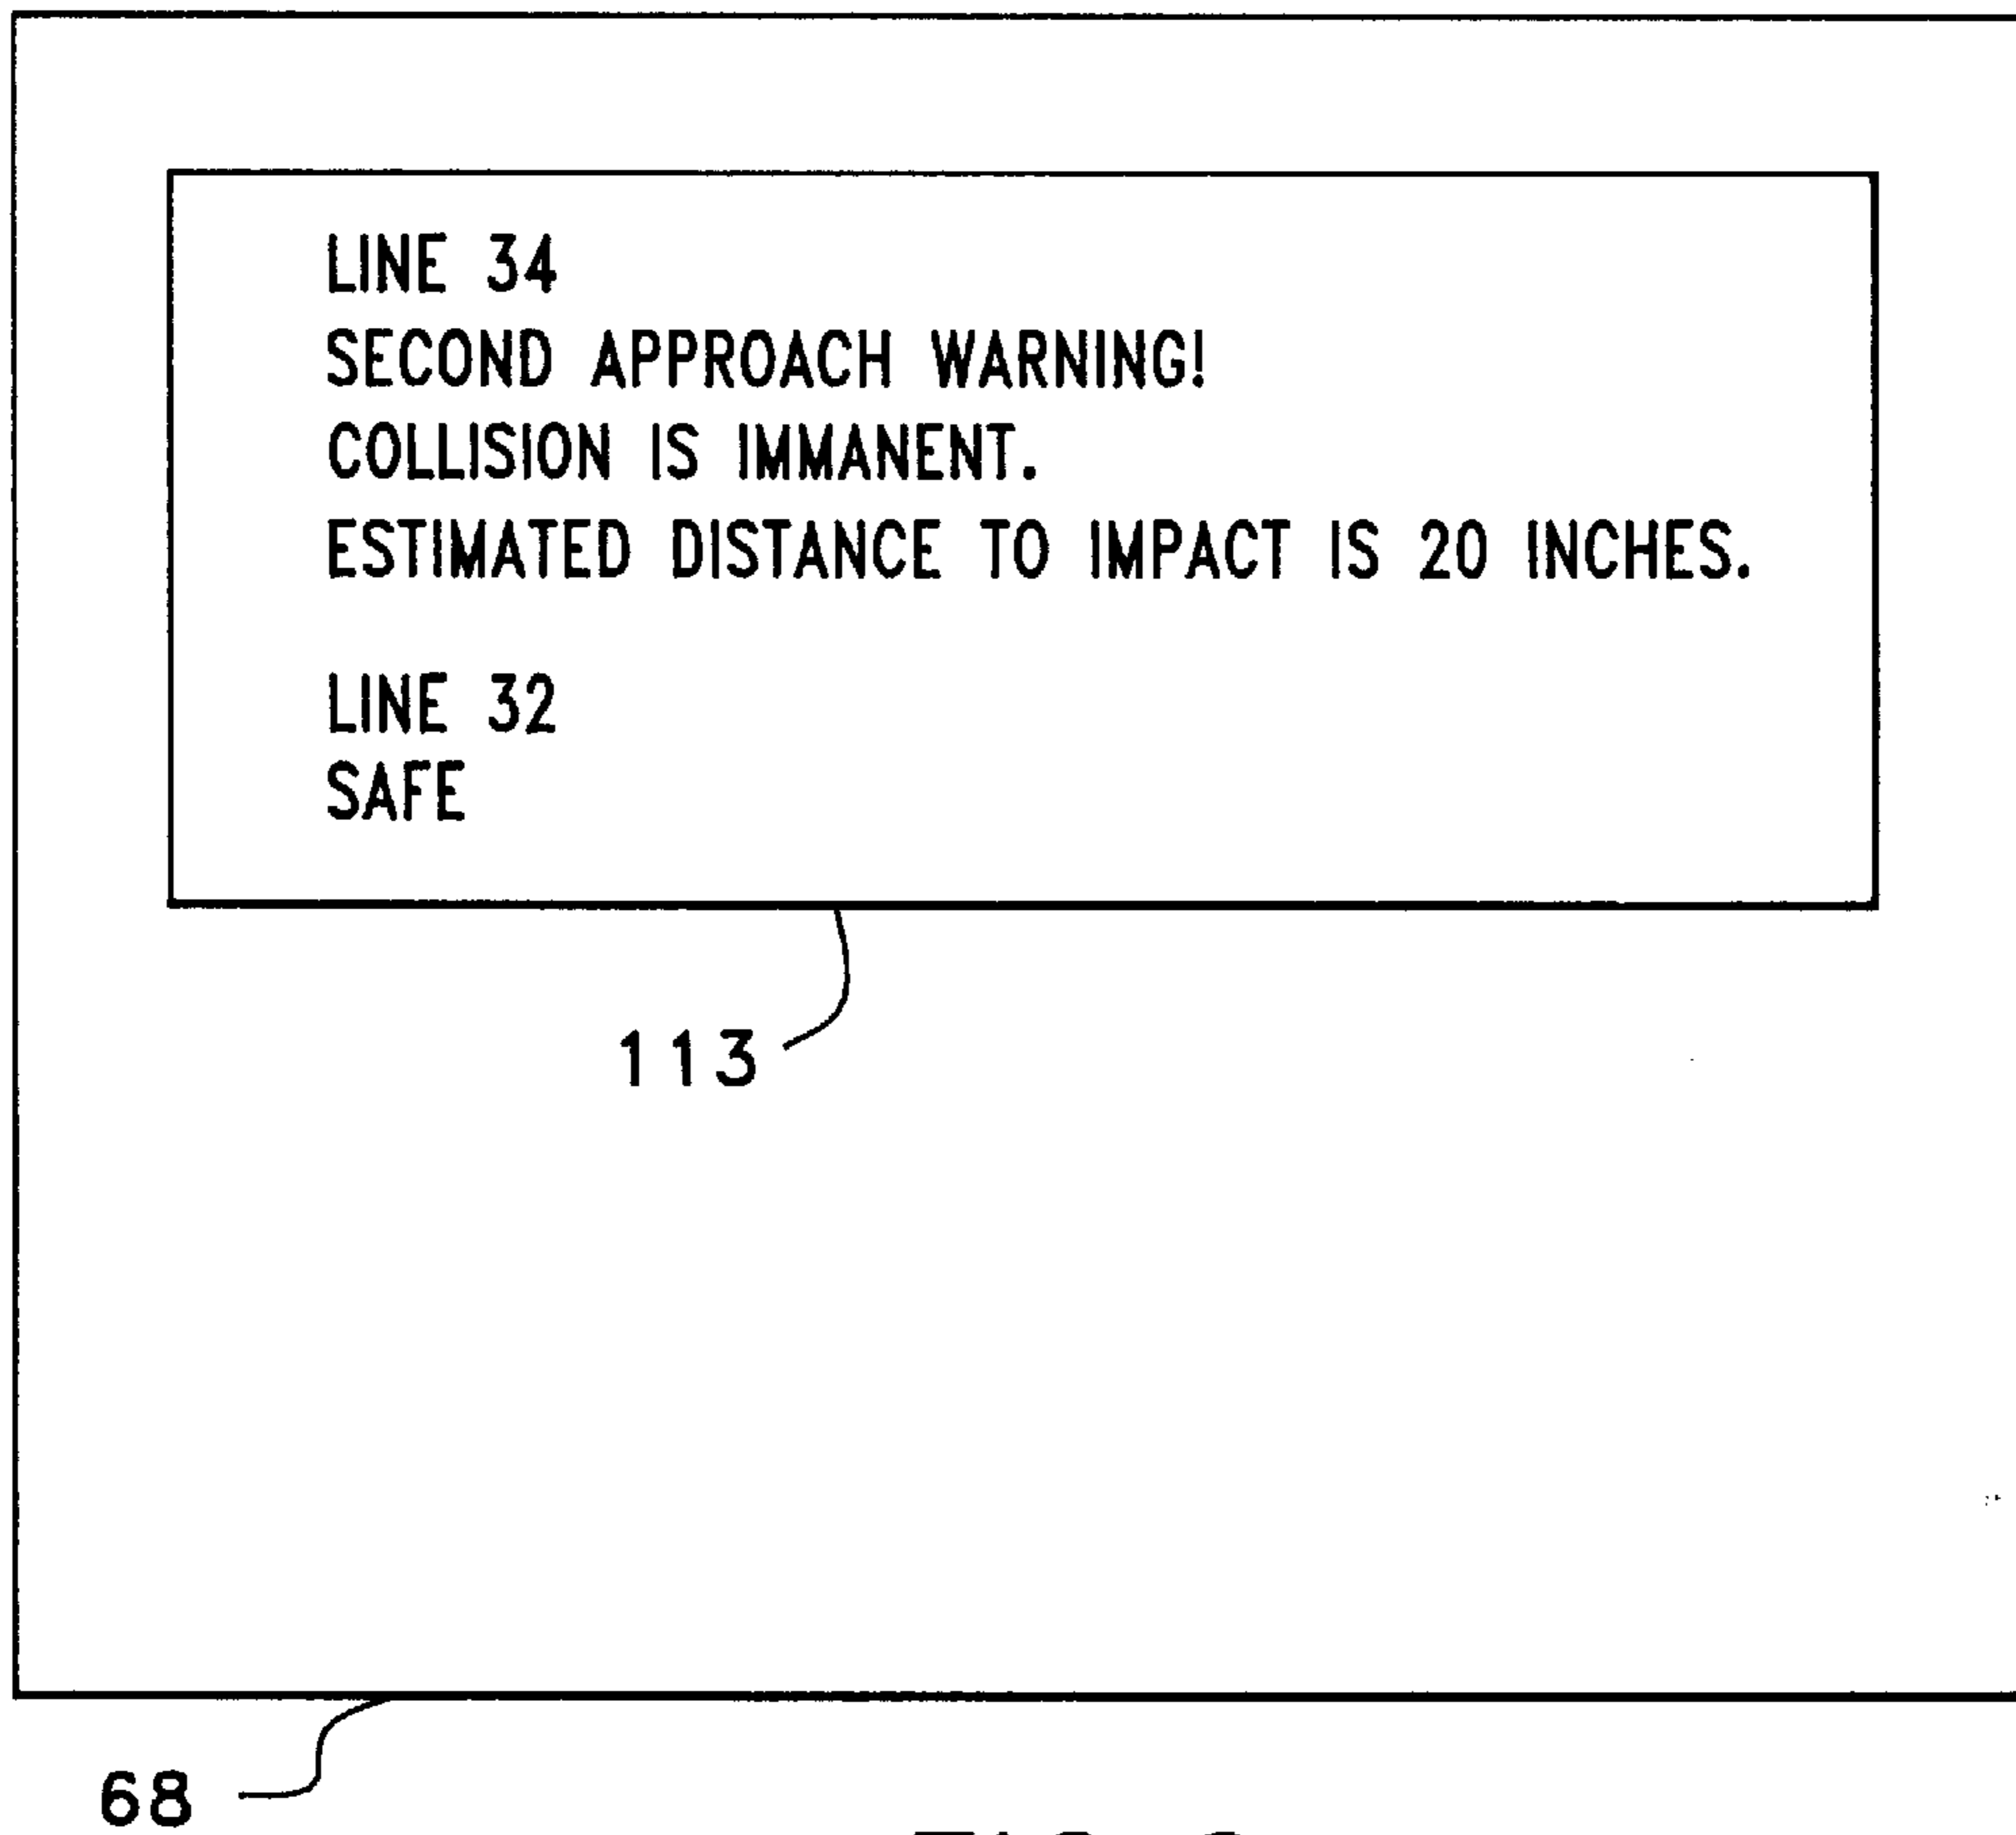 LINE 34
SECOND APPROACH WARNING!
COLLISION IS IMMANENT.
ESTIMATED DISTANCE TO IMPACT IS 20 INCHES.
LINE 32
SAFE
113
68